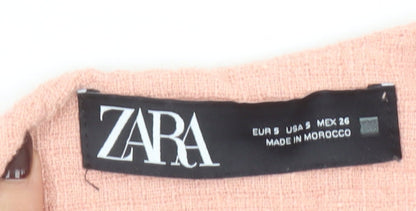 ZARA
EUR S USA S MEX 26
MADE IN MOROCCO